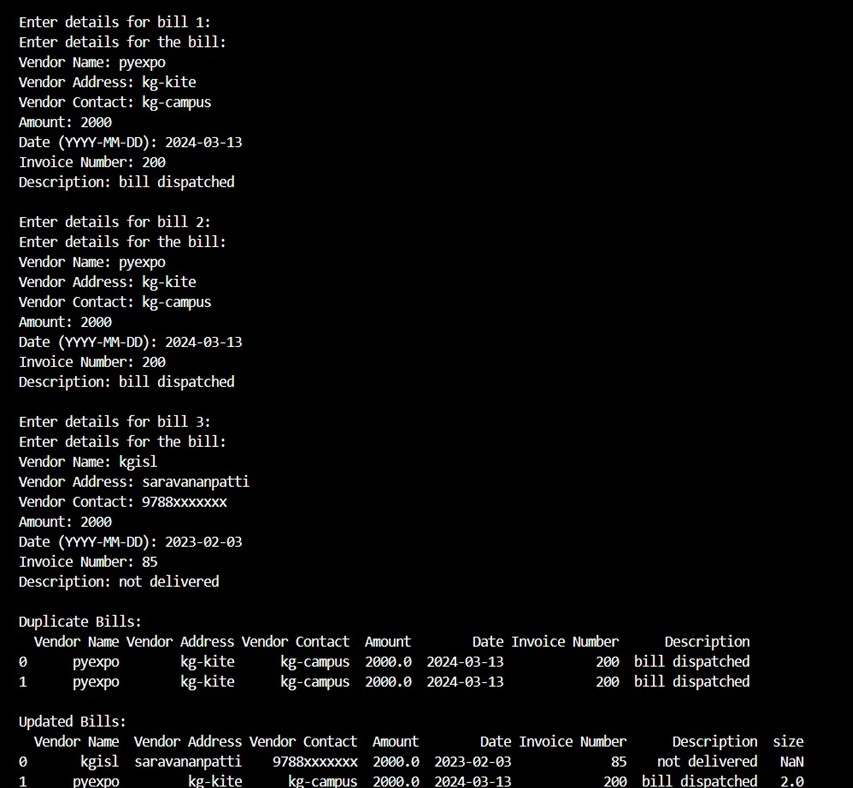 Enter details for bill 1:
Enter details for the bill:
Vendor Name: pyexpo
Vendor Address: kg-kite
Vendor Contact: kg-campus
Amount: 2000
Date (YYYY-MM-DD): 2024-03-13
Invoice Number: 200
Description: bill dispatched

Enter details for bill 2:
Enter details for the bill:
Vendor Name: pyexpo
Vendor Address: kg-kite
Vendor Contact: kg-campus
Amount: 2000
Date (YYYY-MM-DD): 2024-03-13
Invoice Number: 200
Description: bill dispatched

Enter details for bill 3:
Enter details for the bill:
Vendor Name: kgisl
Vendor Address: saravananpatti
Vendor Contact: 9788xxxxxxx
Amount: 2000
Date (YYYY-MM-DD): 2023-02-03
Invoice Number: 85
Description: not delivered

Duplicate Bills:
  Vendor Name Vendor Address Vendor Contact  Amount        Date Invoice Number      Description
0      pyexpo        kg-kite      kg-campus  2000.0  2024-03-13            200  bill dispatched
1      pyexpo        kg-kite      kg-campus  2000.0  2024-03-13            200  bill dispatched

Updated Bills:
  Vendor Name  Vendor Address Vendor Contact  Amount        Date Invoice Number      Description  size
0       kgisl  saravananpatti    9788xxxxxxx  2000.0  2023-02-03             85    not delivered   NaN
1      pyexpo         kg-kite      kg-campus  2000.0  2024-03-13            200  bill dispatched   2.0